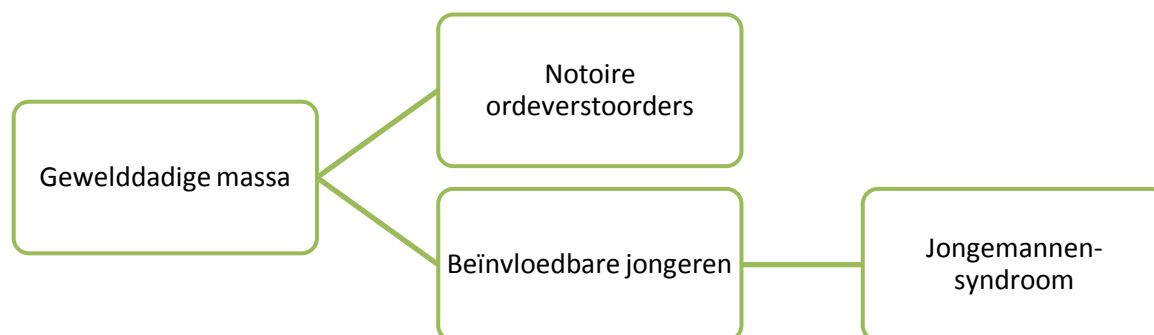 Notoire
ordeverstoorders
Gewelddadige massa
Beïnvloedbare jongeren
Jongemannen-
syndroom